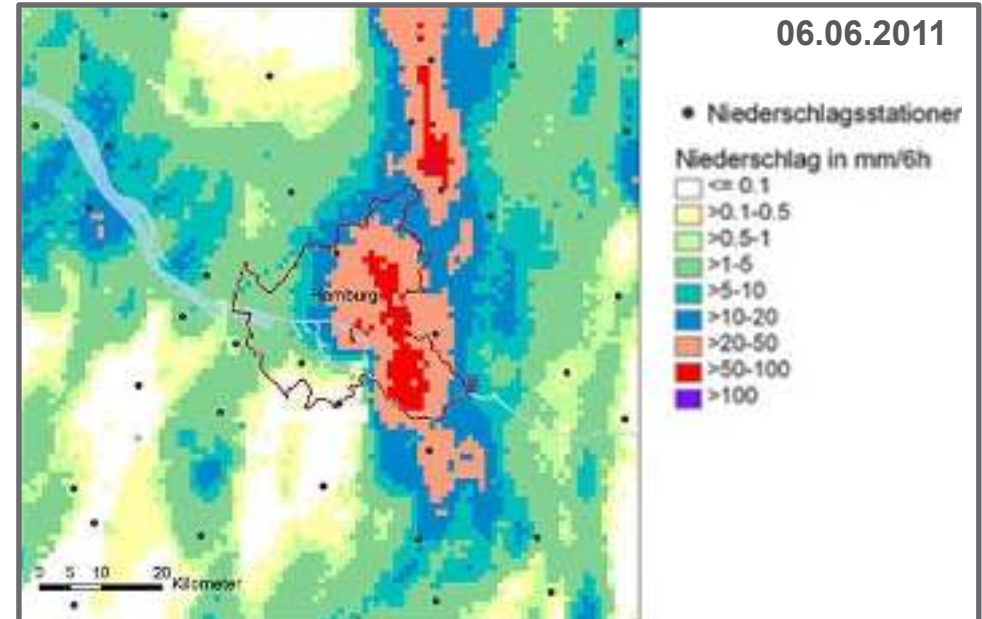 06.06.2011
Niederschlagsstationen
Niederschlag in mm/6h
<= 0.1
>0.1-0.5
>0.5-1
>1-5
>5-10
>10-20
>20-50
>50-100
>100
Hamburg
0 5 10 20 Kilometer